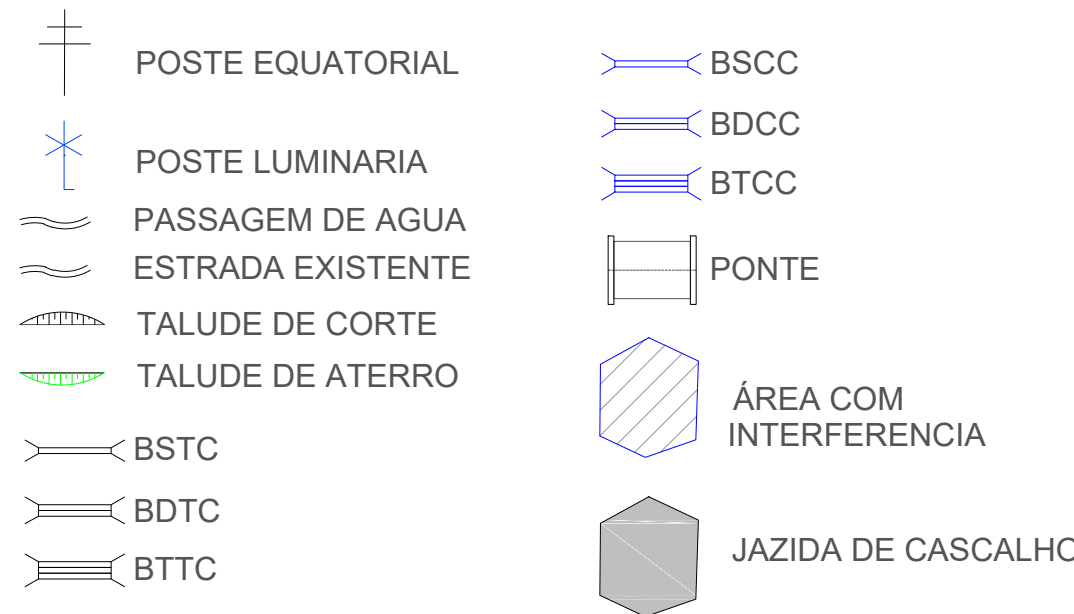 POSTE EQUATORIAL
POSTE LUMINARIA
PASSAGEM DE AGUA
ESTRADA EXISTENTE
TALUDE DE CORTE
TALUDE DE ATERRO
BSTC
BDTC
BTTC
BSCC
BDCC
BTCC
PONTE
ÁREA COM
INTERFERENCIA
JAZIDA DE CASCALHO